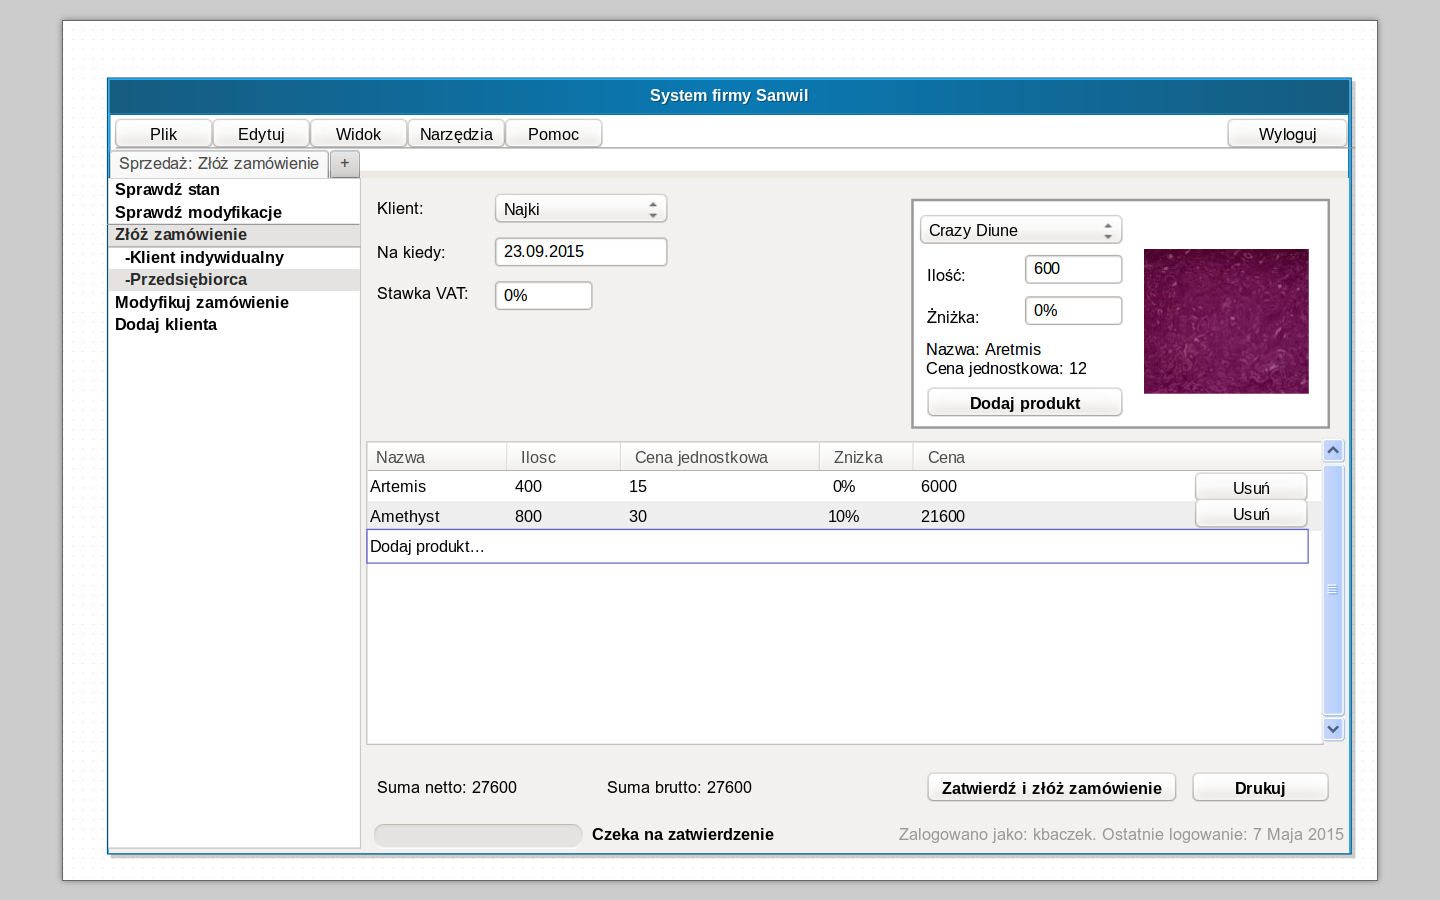 System firmy Sanwil
Plik Edytuj Widok Narzędzia Pomoc Wyloguj
Sprzedaż: Złóż zamówienie +
Sprawdź stan
Sprawdź modyfikacje
Złóż zamówienie
-Klient indywidualny
-Przedsiębiorca
Modyfikuj zamówienie
Dodaj klienta
Klient: Najki
Na kiedy: 23.09.2015
Stawka VAT: 0%
Crazy Diune
Ilość: 600
Żniżka: 0%
Nazwa: Aretmis
Cena jednostkowa: 12
Dodaj produkt
Nazwa Ilosc Cena jednostkowa Znizka Cena
Artemis 400 15 0% 6000 Usuń
Amethyst 800 30 10% 21600 Usuń
Dodaj produkt...
Suma netto: 27600 Suma brutto: 27600 Zatwierdź i złóż zamówienie Drukuj
Czeka na zatwierdzenie Zalogowano jako: kbaczek. Ostatnie logowanie: 7 Maja 2015